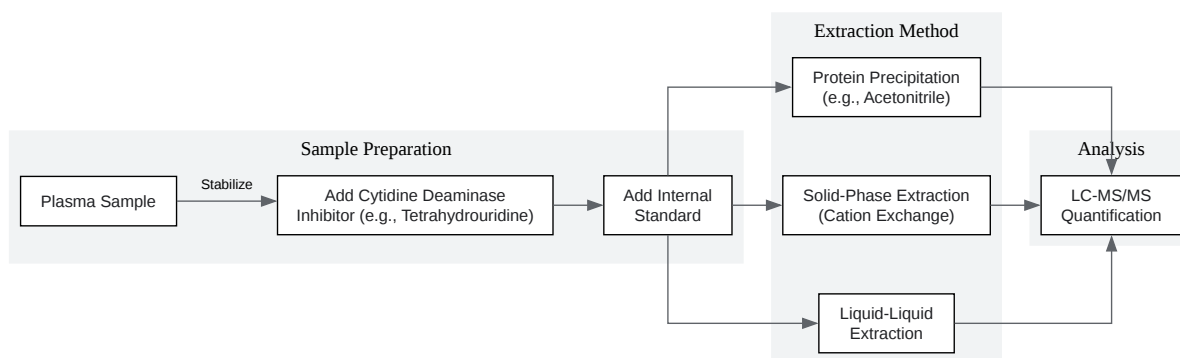 Extraction Method
Protein Precipitation
(e.g., Acetonitrile)
Sample Preparation
Analysis
Plasma Sample
Stabilize
Add Cytidine Deaminase
Inhibitor (e.g., Tetrahydrouridine)
Add Internal
Standard
Solid-Phase Extraction
(Cation Exchange)
LC-MS/MS
Quantification
Liquid-Liquid
Extraction